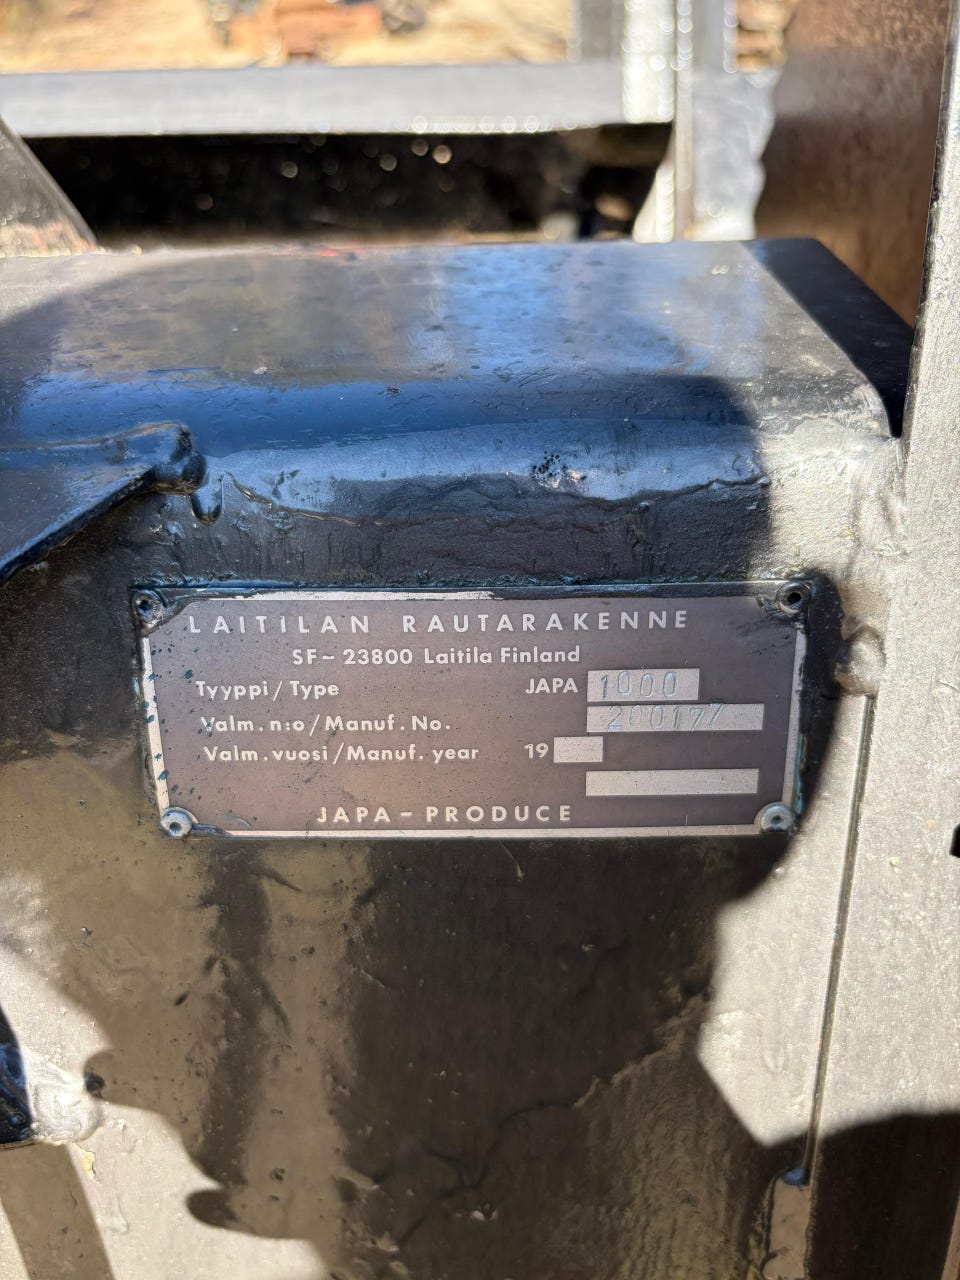 LAITILAN RAUTARAKENNE
SF-23800 Laitila Finland
Tyyppi/Type JAPA 1000
Valm. n:o/Manuf. No. 200177
Valm. vuosi/Manuf. year 19
JAPA-PRODUCE